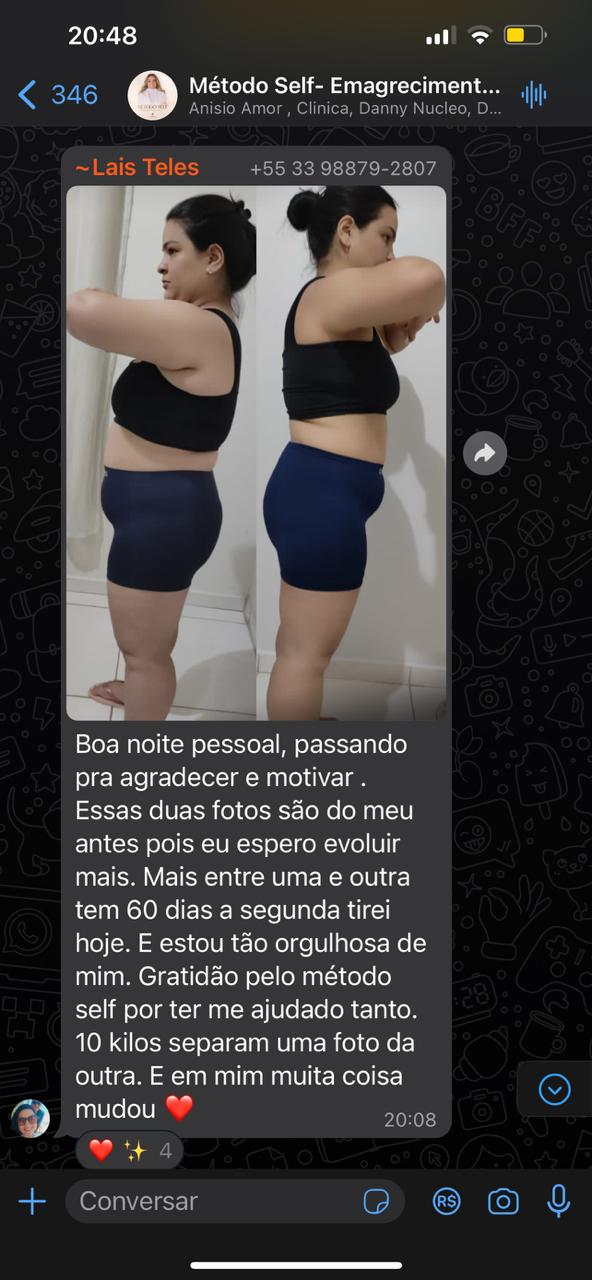 20:48
346
Método Self- Emagreciment...
Anisio Amor , Clinica, Danny Nucleo, D...
~Lais Teles +55 33 98879-2807
Boa noite pessoal, passando
pra agradecer e motivar .
Essas duas fotos são do meu
antes pois eu espero evoluir
mais. Mais entre uma e outra
tem 60 dias a segunda tirei
hoje. E estou tão orgulhosa de
mim. Gratidão pelo método
self por ter me ajudado tanto.
10 kilos separam uma foto da
outra. E em mim muita coisa
mudou ❤️
20:08
❤️ ✨ 4
Conversar
R$